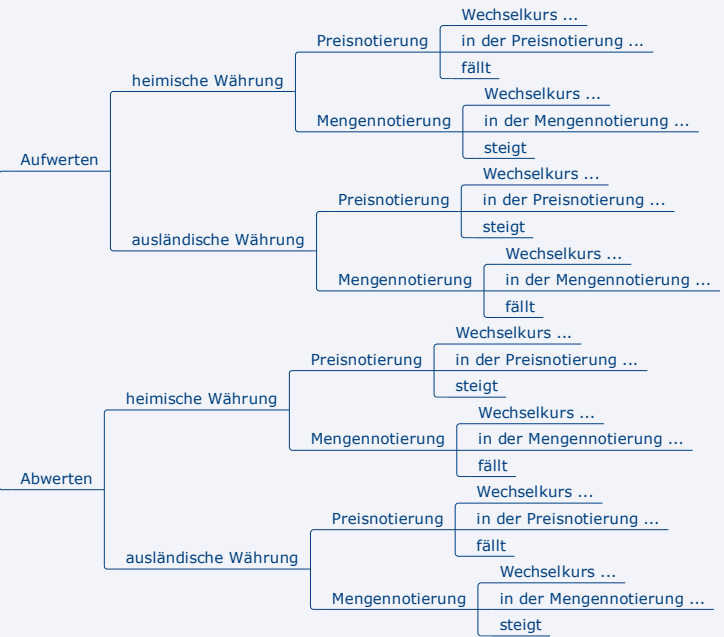 Aufwerten
heimische Währung
Preisnotierung
Wechselkurs ...
in der Preisnotierung ...
fällt
Mengennotierung
Wechselkurs ...
in der Mengennotierung ...
steigt
ausländische Währung
Preisnotierung
Wechselkurs ...
in der Preisnotierung ...
steigt
Mengennotierung
Wechselkurs ...
in der Mengennotierung ...
fällt
Abwerten
heimische Währung
Preisnotierung
Wechselkurs ...
in der Preisnotierung ...
steigt
Mengennotierung
Wechselkurs ...
in der Mengennotierung ...
fällt
ausländische Währung
Preisnotierung
Wechselkurs ...
in der Preisnotierung ...
fällt
Mengennotierung
Wechselkurs ...
in der Mengennotierung ...
steigt